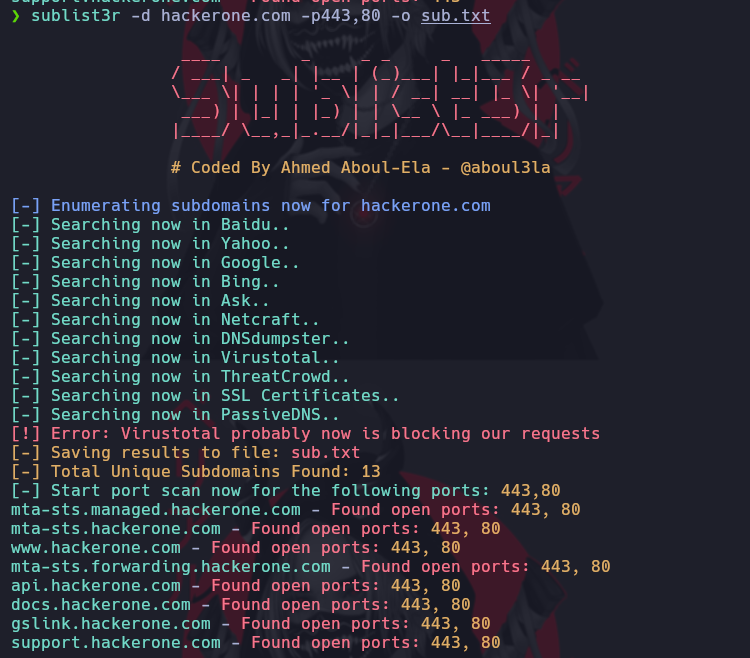 ❯ sublist3r -d hackerone.com -p443,80 -o sub.txt
 ____        _     _ _     _   _____
/ ___| _   _| |__ | (_)___| |_|___ / _ __
\___ \| | | | '_ \| | / __| __| |_ \| '__|
 ___) | |_| | |_) | | \__ \ |_ ___) | |
|____/ \__,_|_.__/|_|_|___/\__|____/|_|
# Coded By Ahmed Aboul-Ela - @aboul3la
[-] Enumerating subdomains now for hackerone.com
[-] Searching now in Baidu..
[-] Searching now in Yahoo..
[-] Searching now in Google..
[-] Searching now in Bing..
[-] Searching now in Ask..
[-] Searching now in Netcraft..
[-] Searching now in DNSdumpster..
[-] Searching now in Virustotal..
[-] Searching now in ThreatCrowd..
[-] Searching now in SSL Certificates..
[-] Searching now in PassiveDNS..
[!] Error: Virustotal probably now is blocking our requests
[-] Saving results to file: sub.txt
[-] Total Unique Subdomains Found: 13
[-] Start port scan now for the following ports: 443,80
mta-sts.managed.hackerone.com - Found open ports: 443, 80
mta-sts.hackerone.com - Found open ports: 443, 80
www.hackerone.com - Found open ports: 443, 80
mta-sts.forwarding.hackerone.com - Found open ports: 443, 80
api.hackerone.com - Found open ports: 443, 80
docs.hackerone.com - Found open ports: 443, 80
gslink.hackerone.com - Found open ports: 443, 80
support.hackerone.com - Found open ports: 443, 80